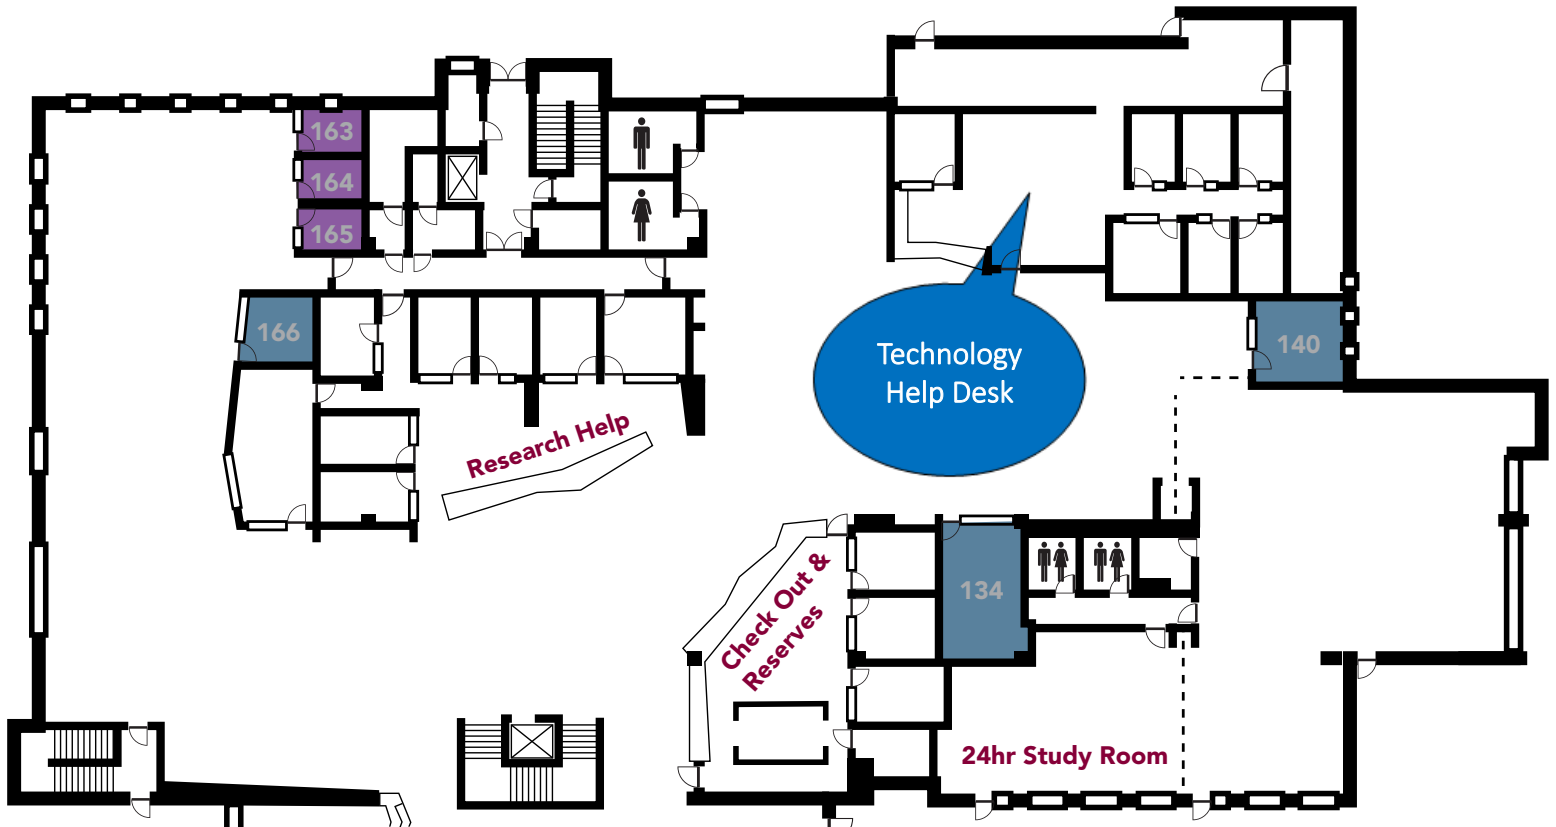 163
164
165
166
Technology
Help Desk
140
Research Help
134
Check Out &
Reserves
24hr Study Room